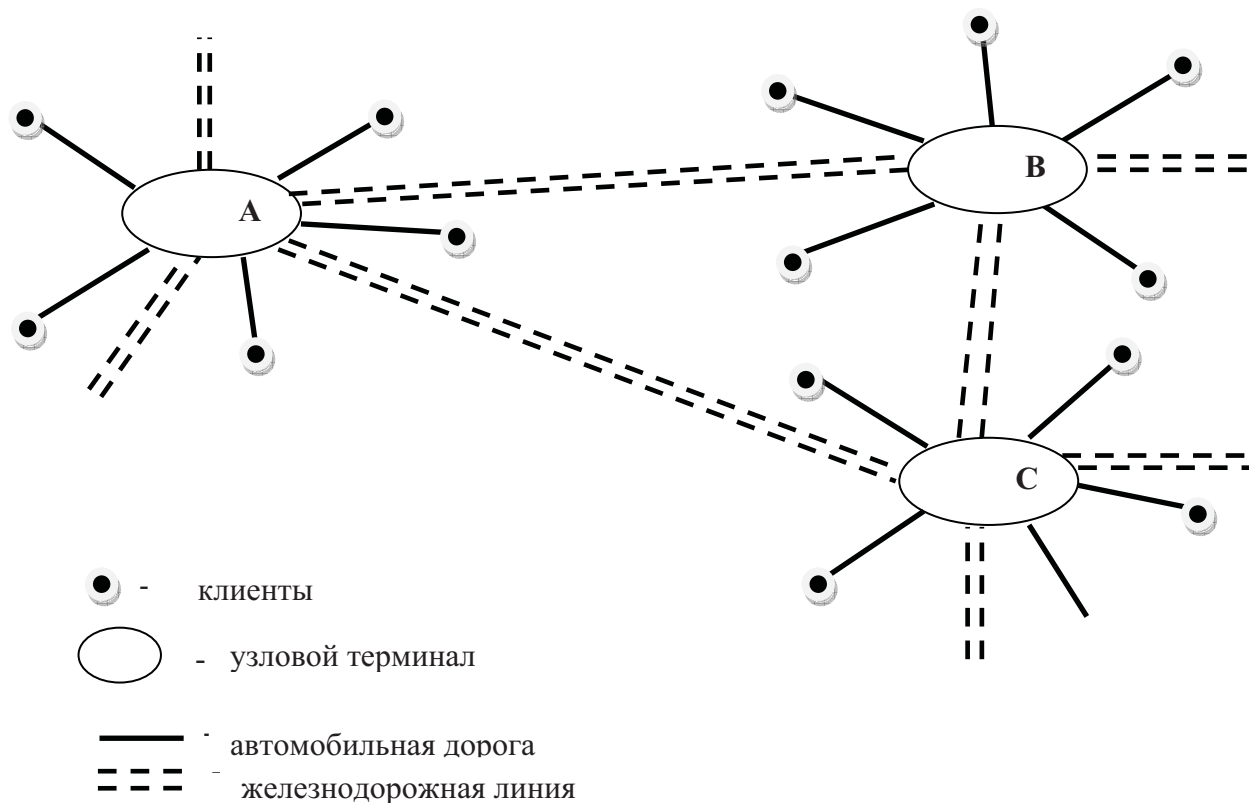 B
A
C
- клиенты
- узловой терминал
- автомобильная дорога
- железнодорожная линия